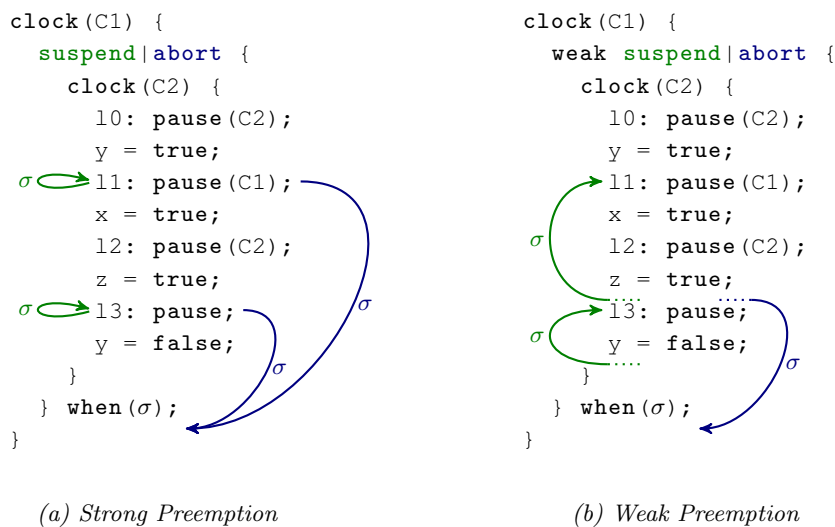 clock(C1) {
suspend|abort {
clock(C2) {
l0: pause(C2);
y = true;
σ l1: pause(C1);
x = true;
l2: pause(C2);
z = true;
σ l3: pause;
σ
y = false;
σ
}
} when(σ);
}
(a) Strong Preemption
clock(C1) {
weak suspend|abort {
clock(C2) {
l0: pause(C2);
y = true;
l1: pause(C1);
x = true;
σ l2: pause(C2);
z = true;
l3: pause;
σ y = false;
σ
}
} when(σ);
}
(b) Weak Preemption